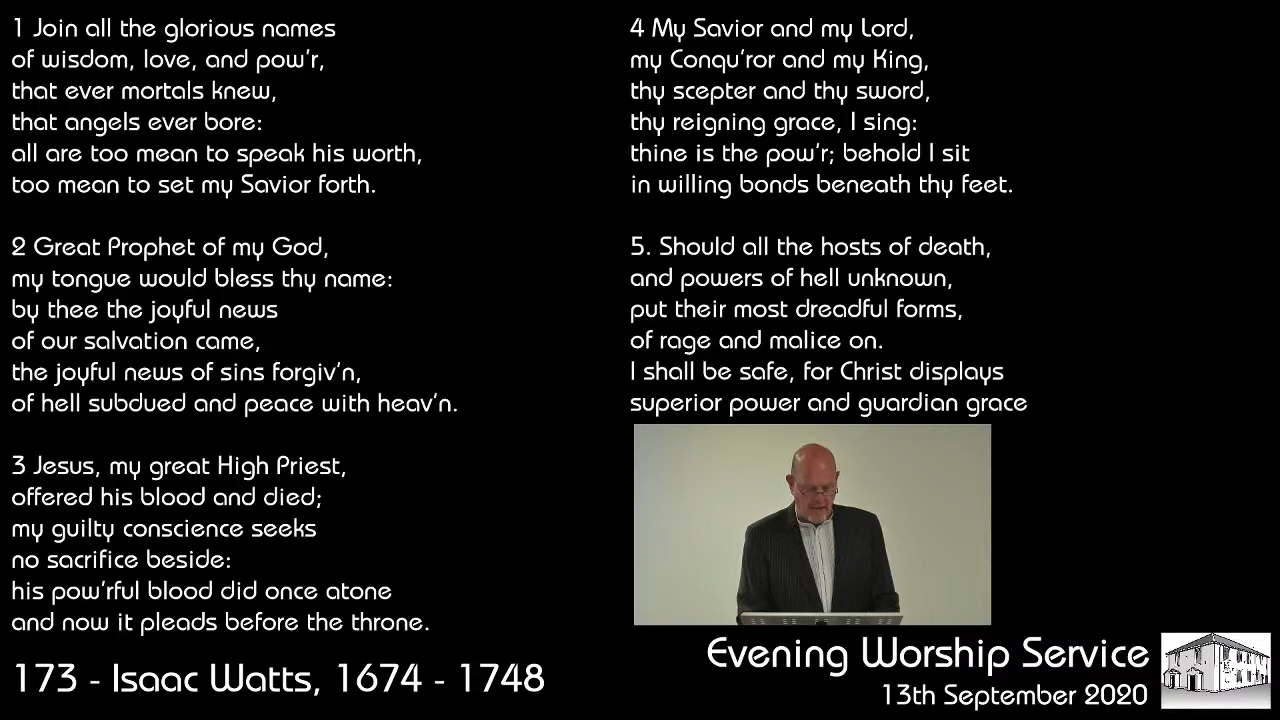 1 Join all the glorious names
of wisdom, love, and pow'r,
that ever mortals knew,
that angels ever bore:
all are too mean to speak his worth,
too mean to set my Savior forth.
2 Great Prophet of my God,
my tongue would bless thy name:
by thee the joyful news
of our salvation came,
the joyful news of sins forgiv'n,
of hell subdued and peace with heav'n.
3 Jesus, my great High Priest,
offered his blood and died;
my guilty conscience seeks
no sacrifice beside:
his pow'rful blood did once atone
and now it pleads before the throne.
4 My Savior and my Lord,
my Conqu'ror and my King,
thy scepter and thy sword,
thy reigning grace, I sing:
thine is the pow'r; behold I sit
in willing bonds beneath thy feet.
5. Should all the hosts of death,
and powers of hell unknown,
put their most dreadful forms,
of rage and malice on.
I shall be safe, for Christ displays
superior power and guardian grace
173 - Isaac Watts, 1674 - 1748
Evening Worship Service
13th September 2020